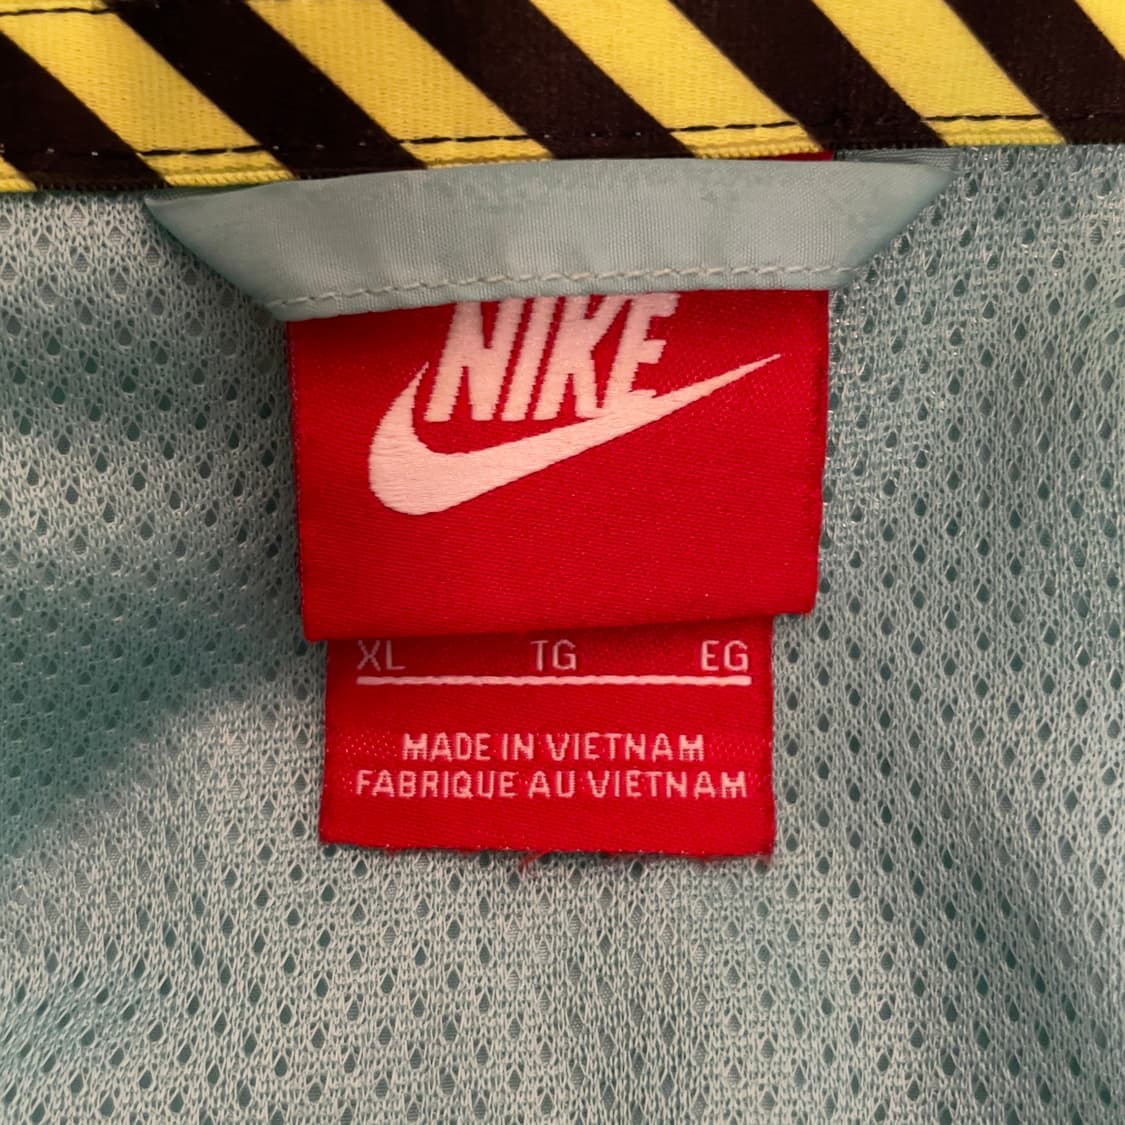 NIKE
XL TG EG
MADE IN VIETNAM
FABRIQUE AU VIETNAM